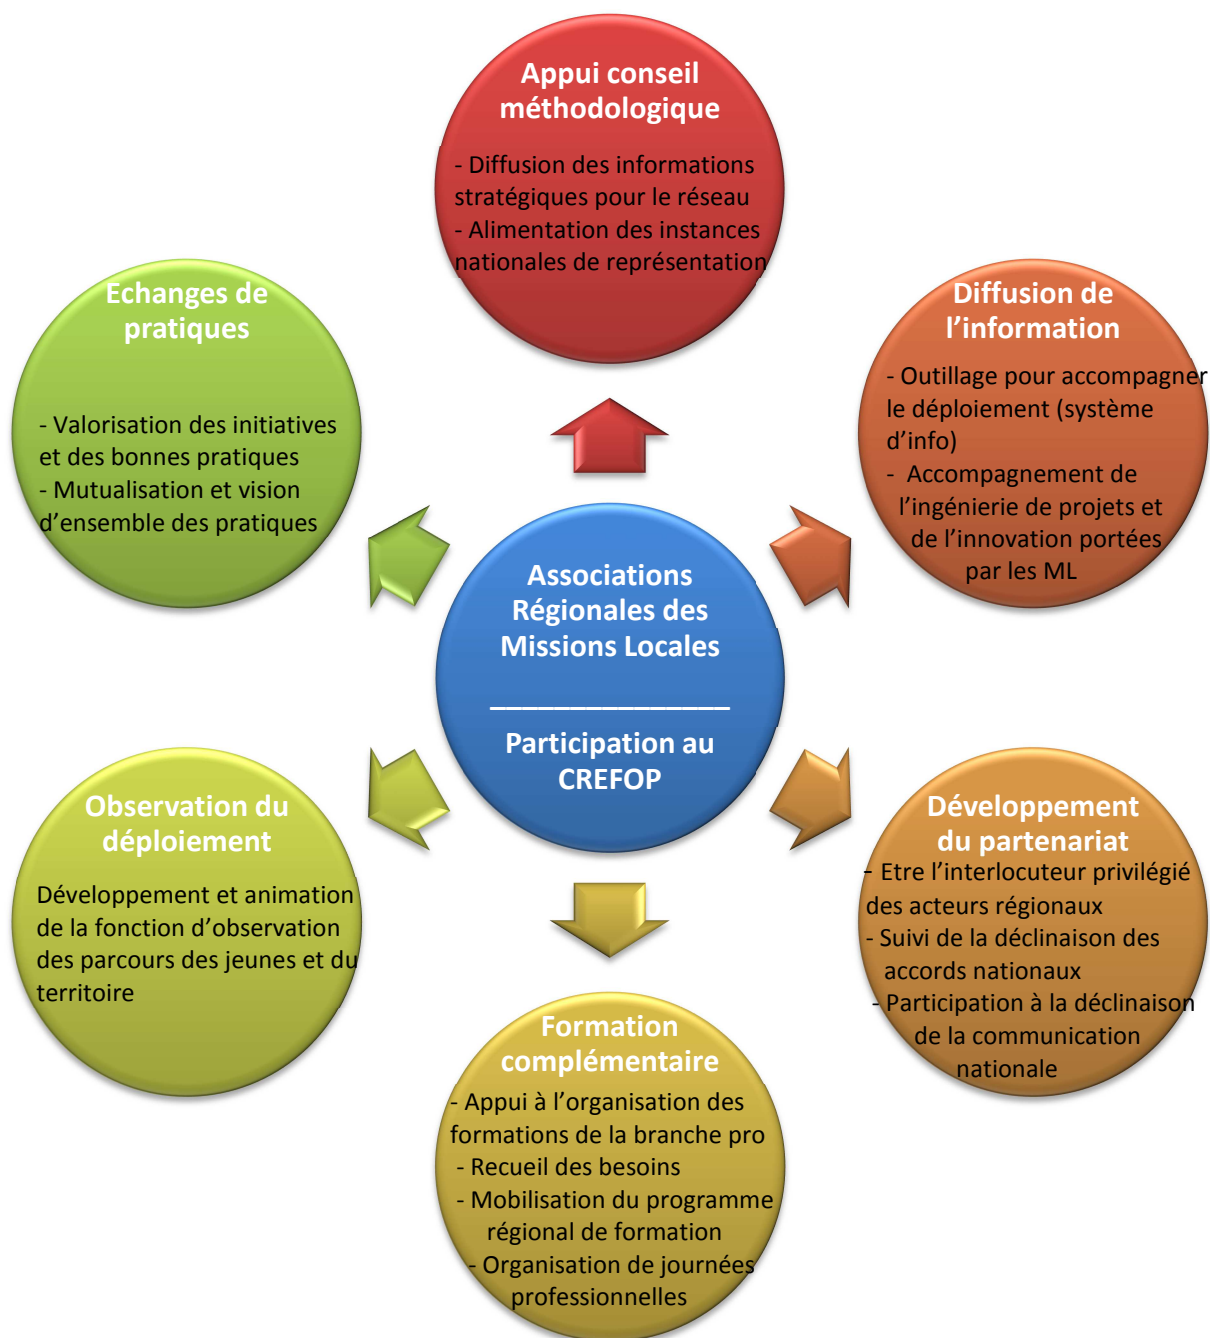 Appui conseil
méthodologique
- Diffusion des informations
stratégiques pour le réseau
- Alimentation des instances
nationales de représentation
Diffusion de
l’information
- Outillage pour accompagner
le déploiement (système
d’info)
- Accompagnement de
l’ingénierie de projets et
de l’innovation portées
par les ML
Développement
du partenariat
- Etre l’interlocuteur privilégié
des acteurs régionaux
- Suivi de la déclinaison des
accords nationaux
- Participation à la déclinaison
de la communication
nationale
Formation
complémentaire
- Appui à l’organisation des
formations de la branche pro
- Recueil des besoins
- Mobilisation du programme
régional de formation
- Organisation de journées
professionnelles
Observation du
déploiement
Développement et animation
de la fonction d’observation
des parcours des jeunes et du
territoire
Echanges de
pratiques
- Valorisation des initiatives
et des bonnes pratiques
- Mutualisation et vision
d’ensemble des pratiques
Associations
Régionales des
Missions Locales
_______________
Participation au
CREFOP